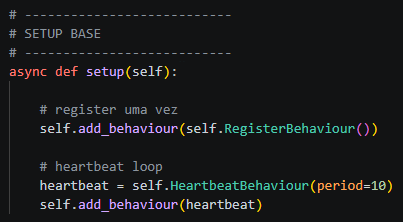 # ----------------------------
# SETUP BASE
# ----------------------------
async def setup(self):
# register uma vez
self.add_behaviour(self.RegisterBehaviour())
# heartbeat loop
heartbeat = self.HeartbeatBehaviour(period=10)
self.add_behaviour(heartbeat)